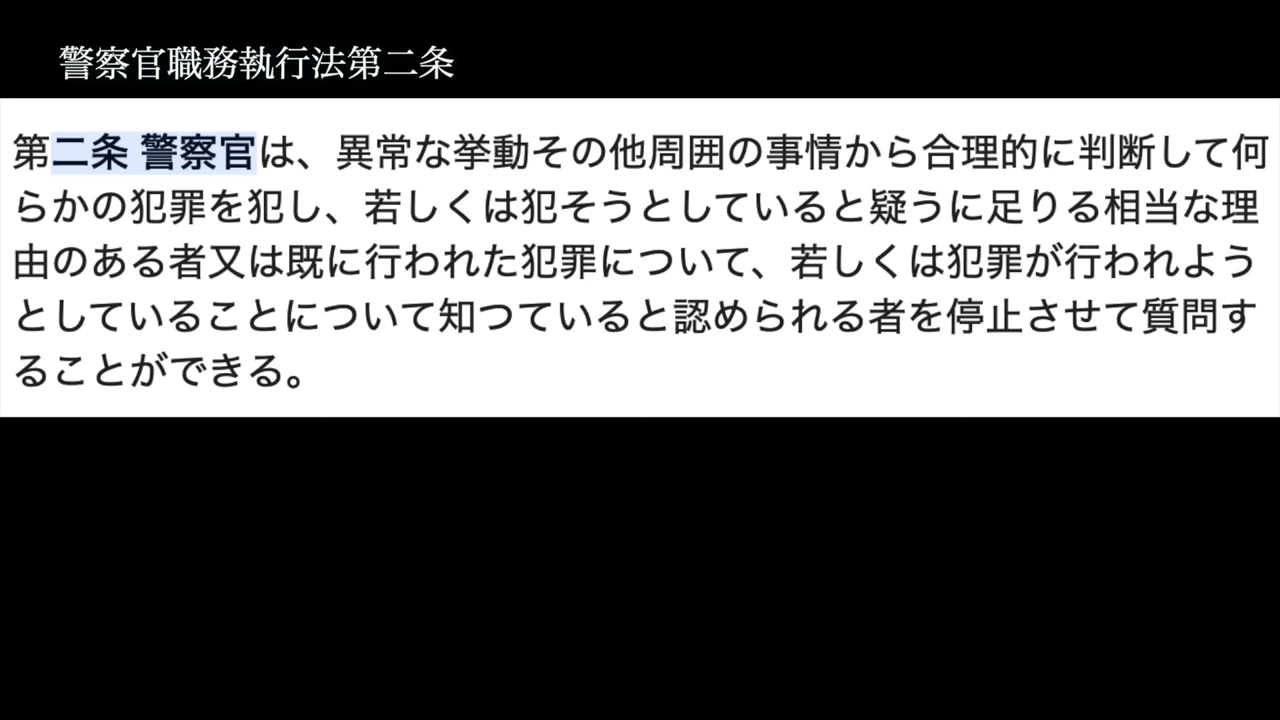 警察官職務執行法第二条
第二条 警察官は、異常な挙動その他周囲の事情から合理的に判断して何
らかの犯罪を犯し、若しくは犯そうとしていると疑うに足りる相当な理
由のある者又は既に行われた犯罪について、若しくは犯罪が行われよう
としていることについて知つていると認められる者を停止させて質問す
ることができる。